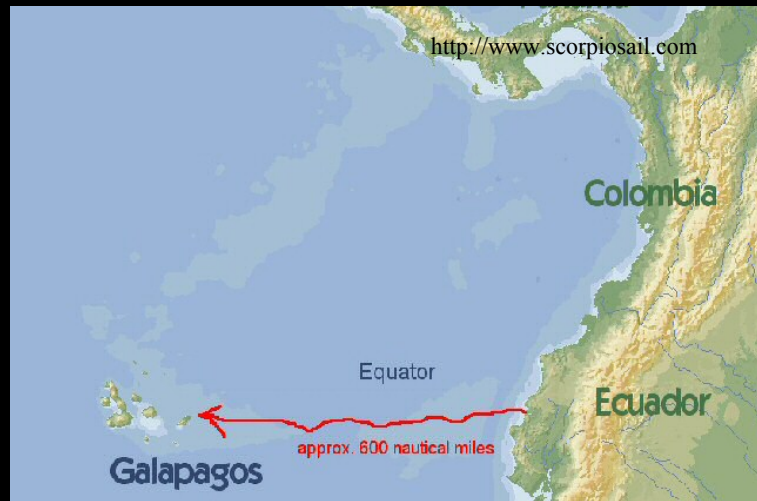 http://www.scorpiosail.com
Colombia
Equator
Ecuador
approx. 600 nautical miles
Galapagos